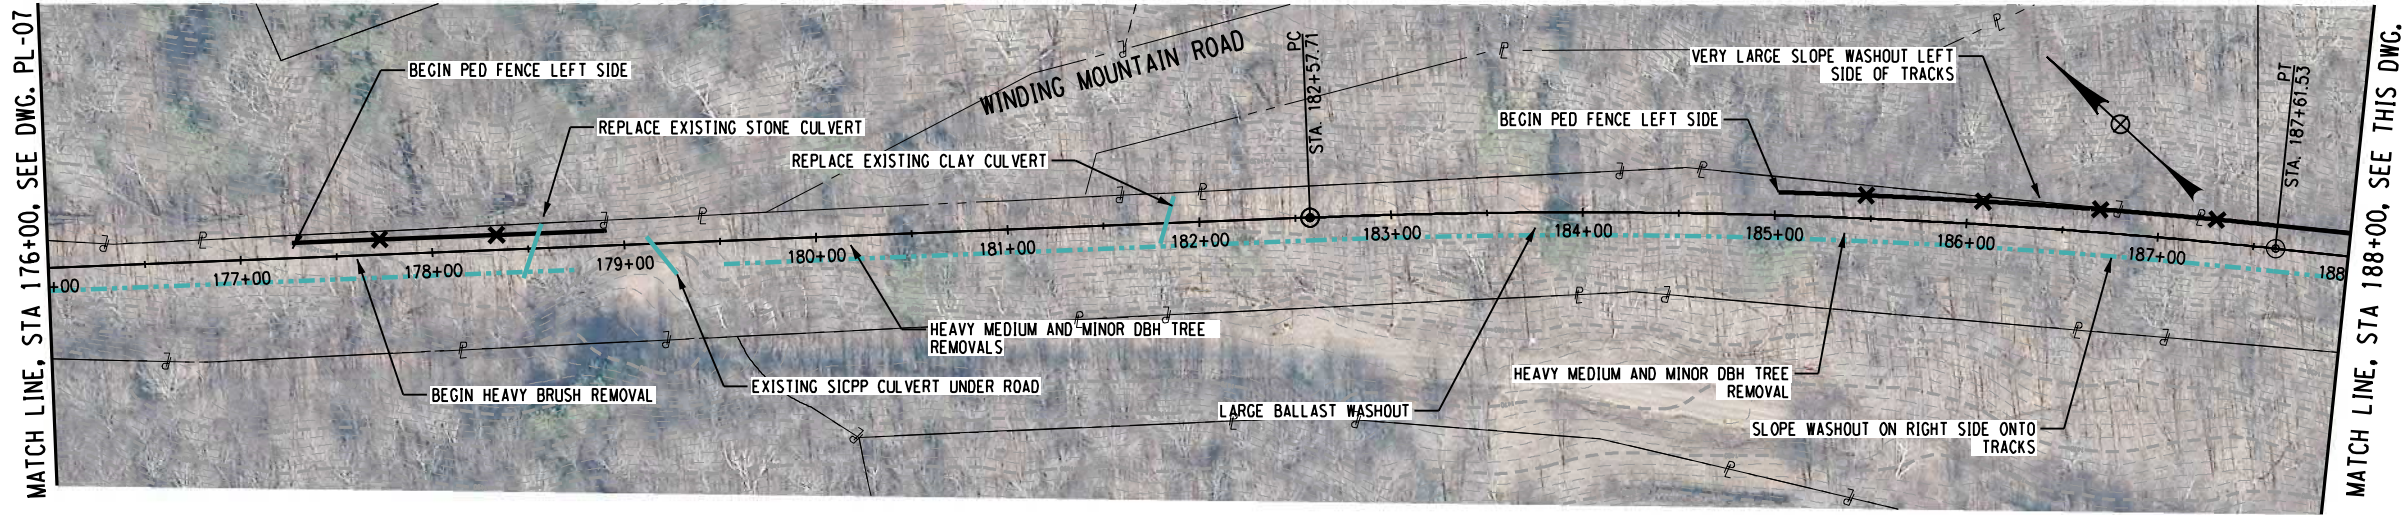 MATCH LINE, STA 176+00, SEE DWG. PL-07
BEGIN PED FENCE LEFT SIDE
REPLACE EXISTING STONE CULVERT
REPLACE EXISTING CLAY CULVERT
WINDING MOUNTAIN ROAD
PC
STA. 182+57.71
BEGIN PED FENCE LEFT SIDE
VERY LARGE SLOPE WASHOUT LEFT
SIDE OF TRACKS
PT
STA. 187+61.53
+00
177+00
178+00
179+00
180+00
181+00
182+00
183+00
184+00
185+00
186+00
187+00
188
BEGIN HEAVY BRUSH REMOVAL
EXISTING SICPP CULVERT UNDER ROAD
HEAVY MEDIUM AND MINOR DBH TREE
REMOVALS
LARGE BALLAST WASHOUT
HEAVY MEDIUM AND MINOR DBH TREE
REMOVAL
SLOPE WASHOUT ON RIGHT SIDE ONTO
TRACKS
MATCH LINE, STA 188+00, SEE THIS DWG.